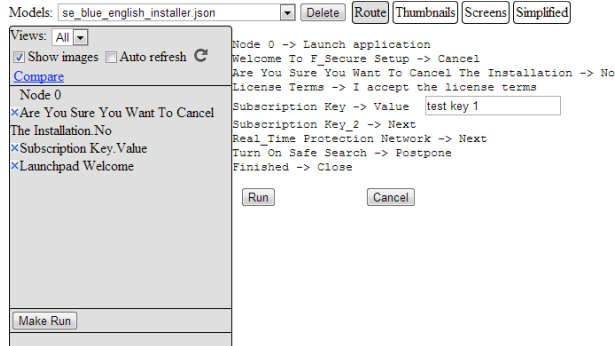 Models: se_blue_english_installer.json Delete Route Thumbnails Screens Simplified
Views: All
Show images Auto refresh
Compare
Node 0
×Are You Sure You Want To Cancel
The Installation.No
×Subscription Key.Value
×Launchpad Welcome
Make Run
Node 0 -> Launch application
Welcome To F_Secure Setup -> Cancel
Are You Sure You Want To Cancel The Installation -> No
License Terms -> I accept the license terms
Subscription Key -> Value test key 1
Subscription Key_2 -> Next
Real_Time Protection Network -> Next
Turn On Safe Search -> Postpone
Finished -> Close
Run Cancel